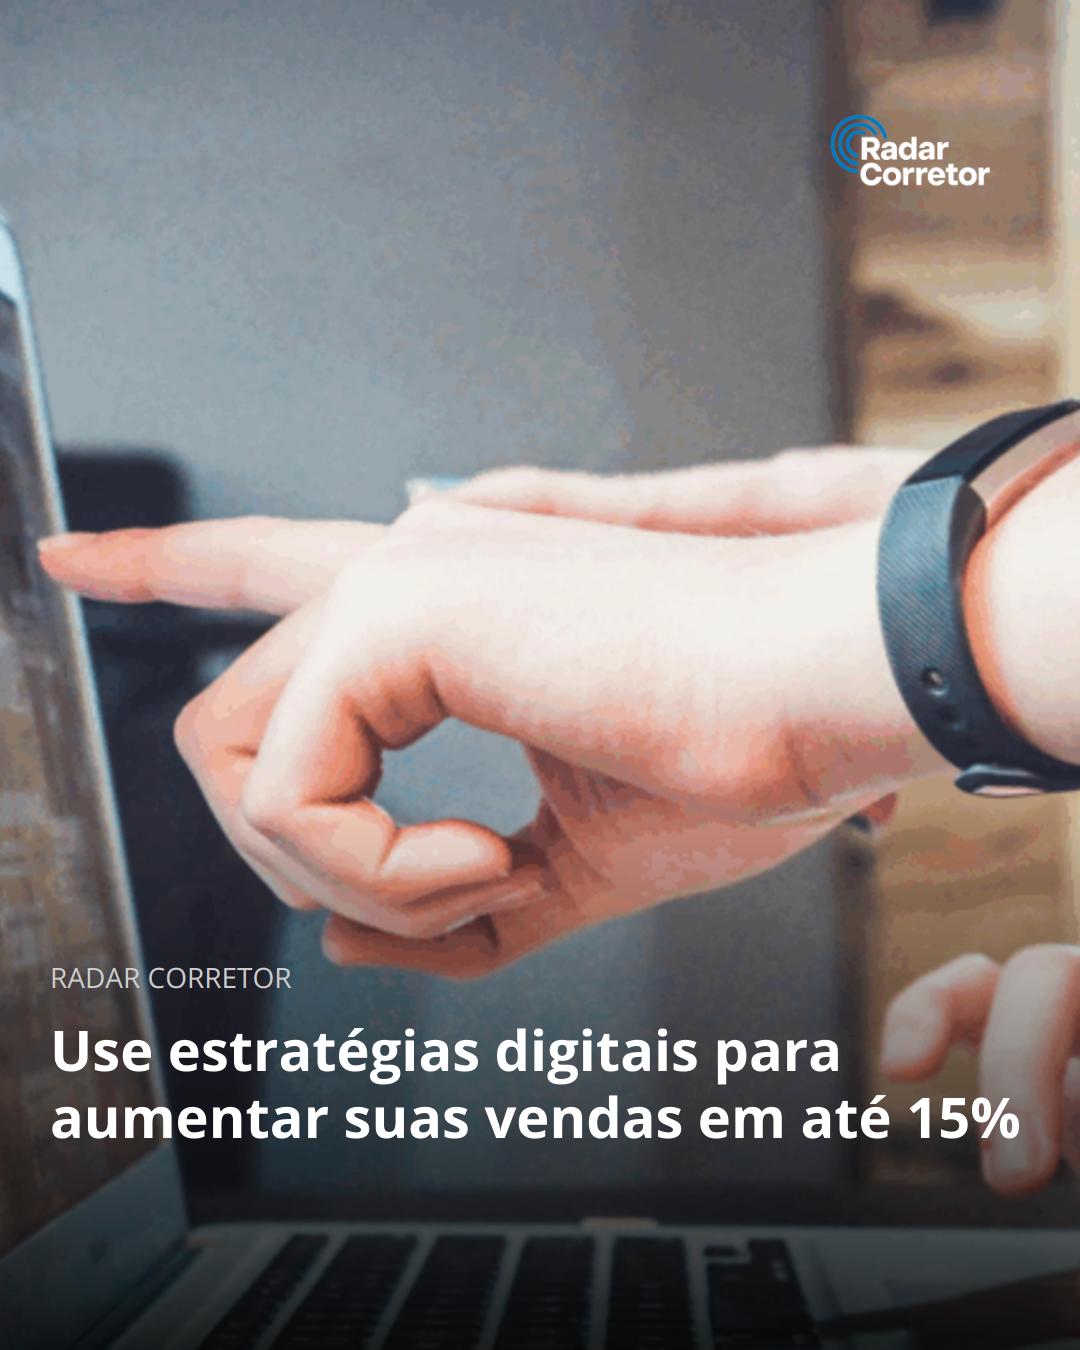 Radar
Corretor
RADAR CORRETOR
Use estratégias digitais para
aumentar suas vendas em até 15%